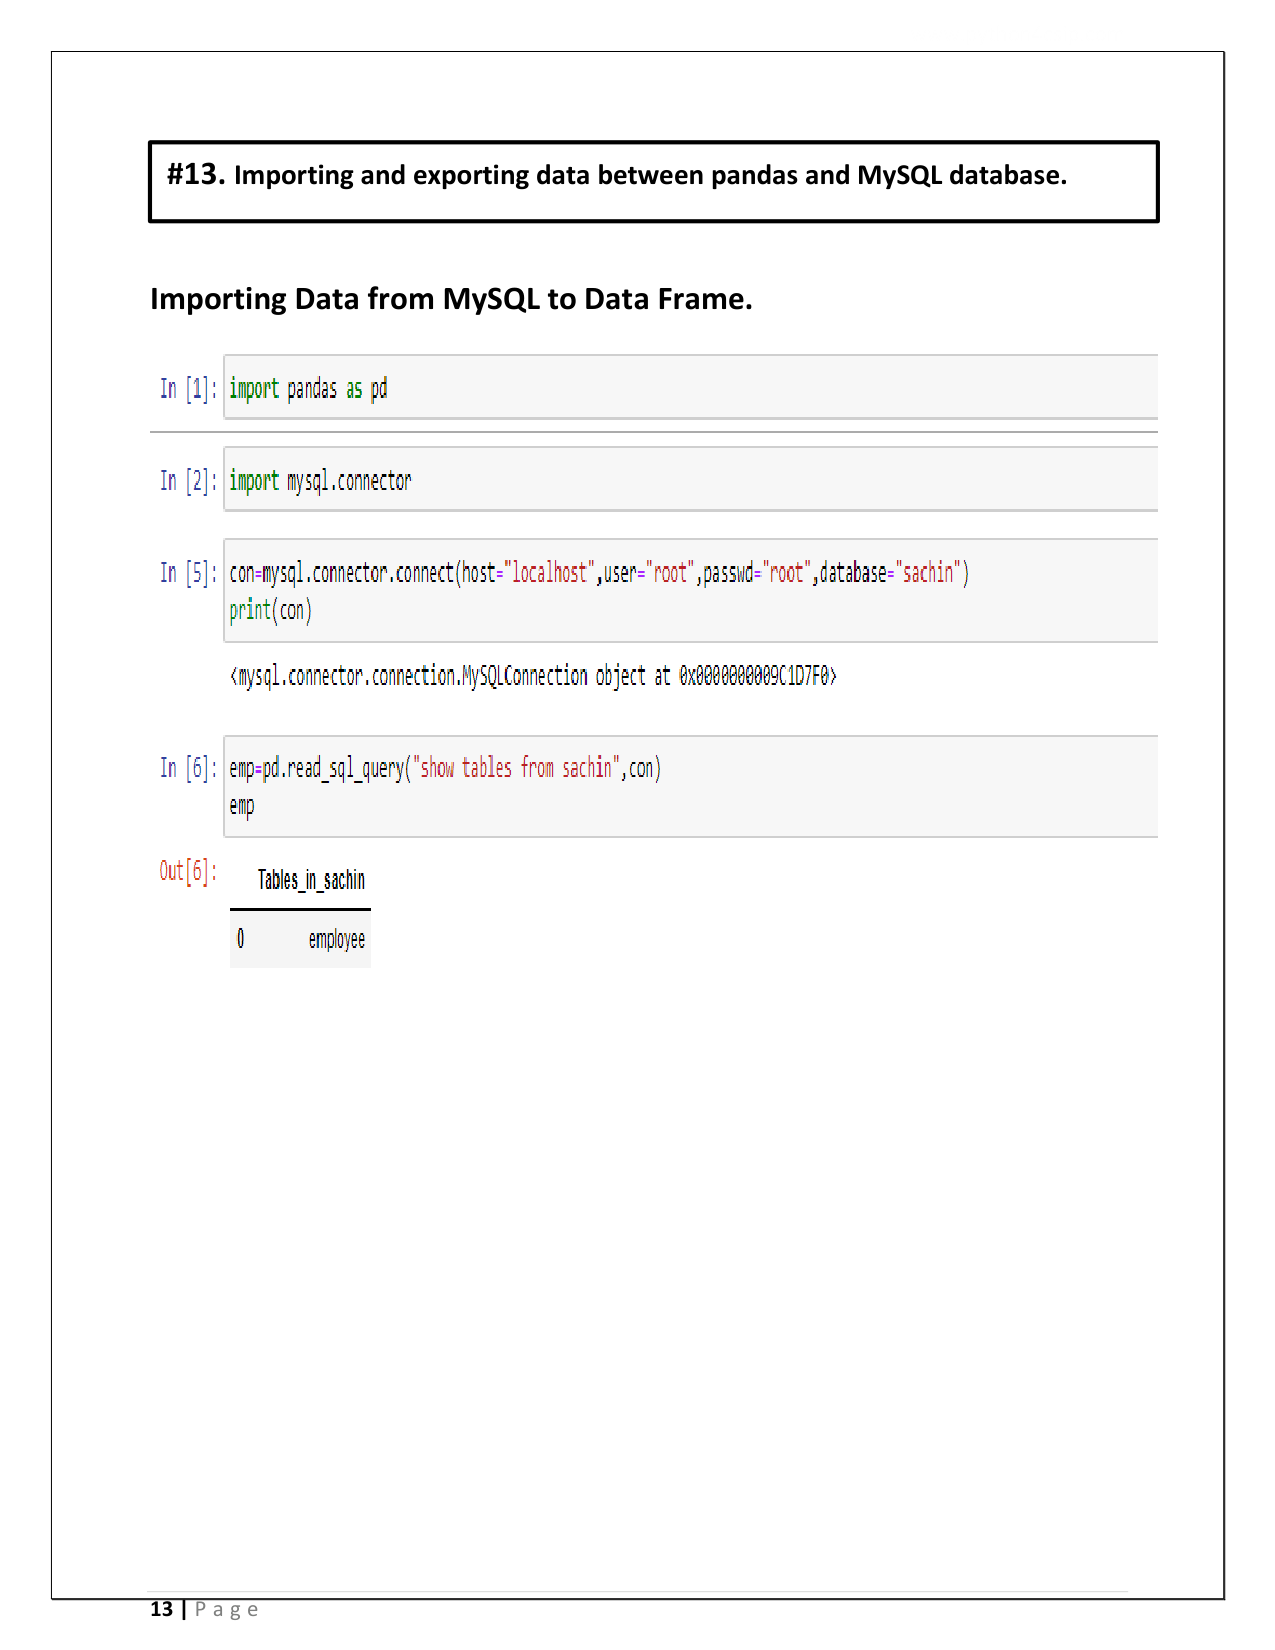 #13. Importing and exporting data between pandas and MySQL database.
Importing Data from MySQL to Data Frame.
In [1]: import pandas as pd
In [2]: import mysql.connector
In [5]: con=mysql.connector.connect(host="localhost",user="root",passwd="root",database="sachin")
print(con)
<mysql.connector.connection.MySQLConnection object at 0x0000000009C1D7F0>
In [6]: emp=pd.read_sql_query("show tables from sachin",con)
emp
Out[6]:
Tables_in_sachin
0 employee
13 | Page